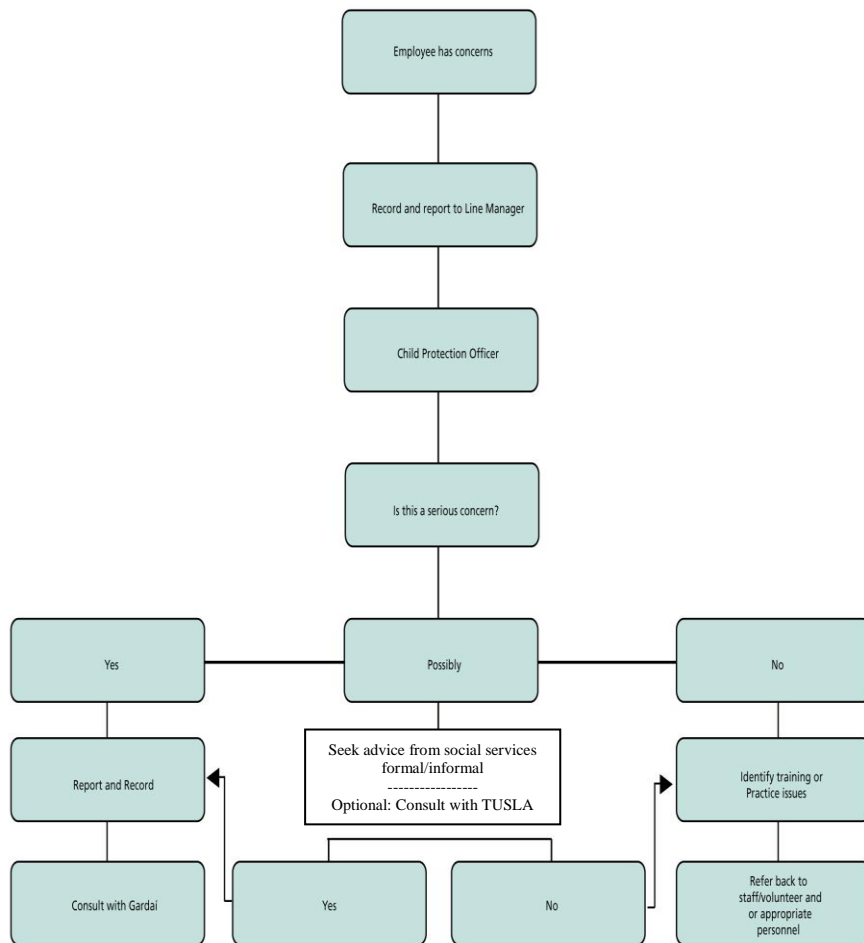 Employee has concerns
Record and report to Line Manager
Child Protection Officer
Is this a serious concern?
Yes
Possibly
No
Report and Record
Seek advice from social services
formal/informal
-----------------
Optional: Consult with TUSLA
Identify training or
Practice issues
Consult with Gardaí
Yes
No
Refer back to
staff/volunteer and
or appropriate
personnel